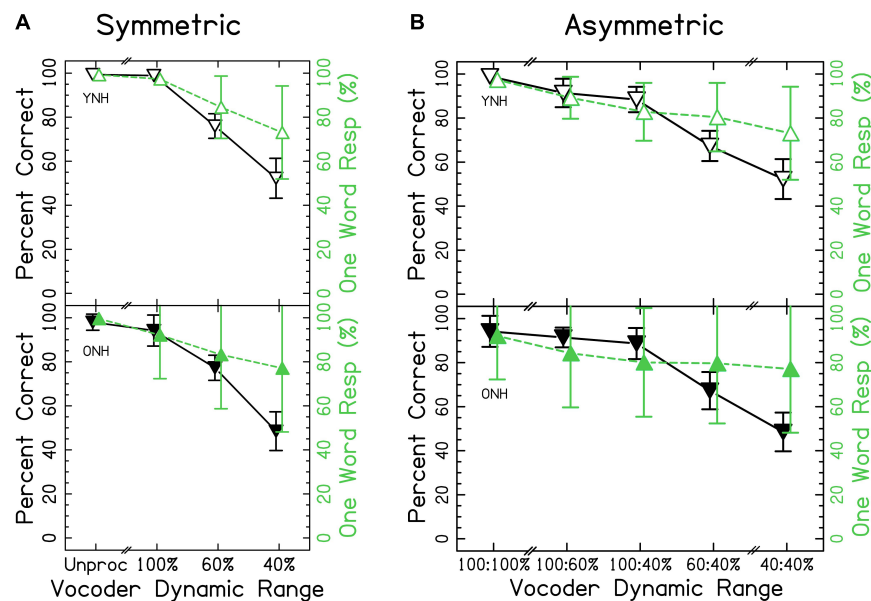 A
Symmetric
B
Asymmetric
Percent Correct
0 20 40 60 80 100
YNH
0 20 40 60 80 100
One Word Resp (%)
Percent Correct
0 20 40 60 80 100
YNH
0 20 40 60 80 100
One Word Resp (%)
Percent Correct
0 20 40 60 80 100
ONH
0 20 40 60 80 100
One Word Resp (%)
Percent Correct
0 20 40 60 80 100
ONH
0 20 40 60 80 100
One Word Resp (%)
Unproc 100% 60% 40%
Vocoder Dynamic Range
100:100% 100:60% 100:40% 60:40% 40:40%
Vocoder Dynamic Range